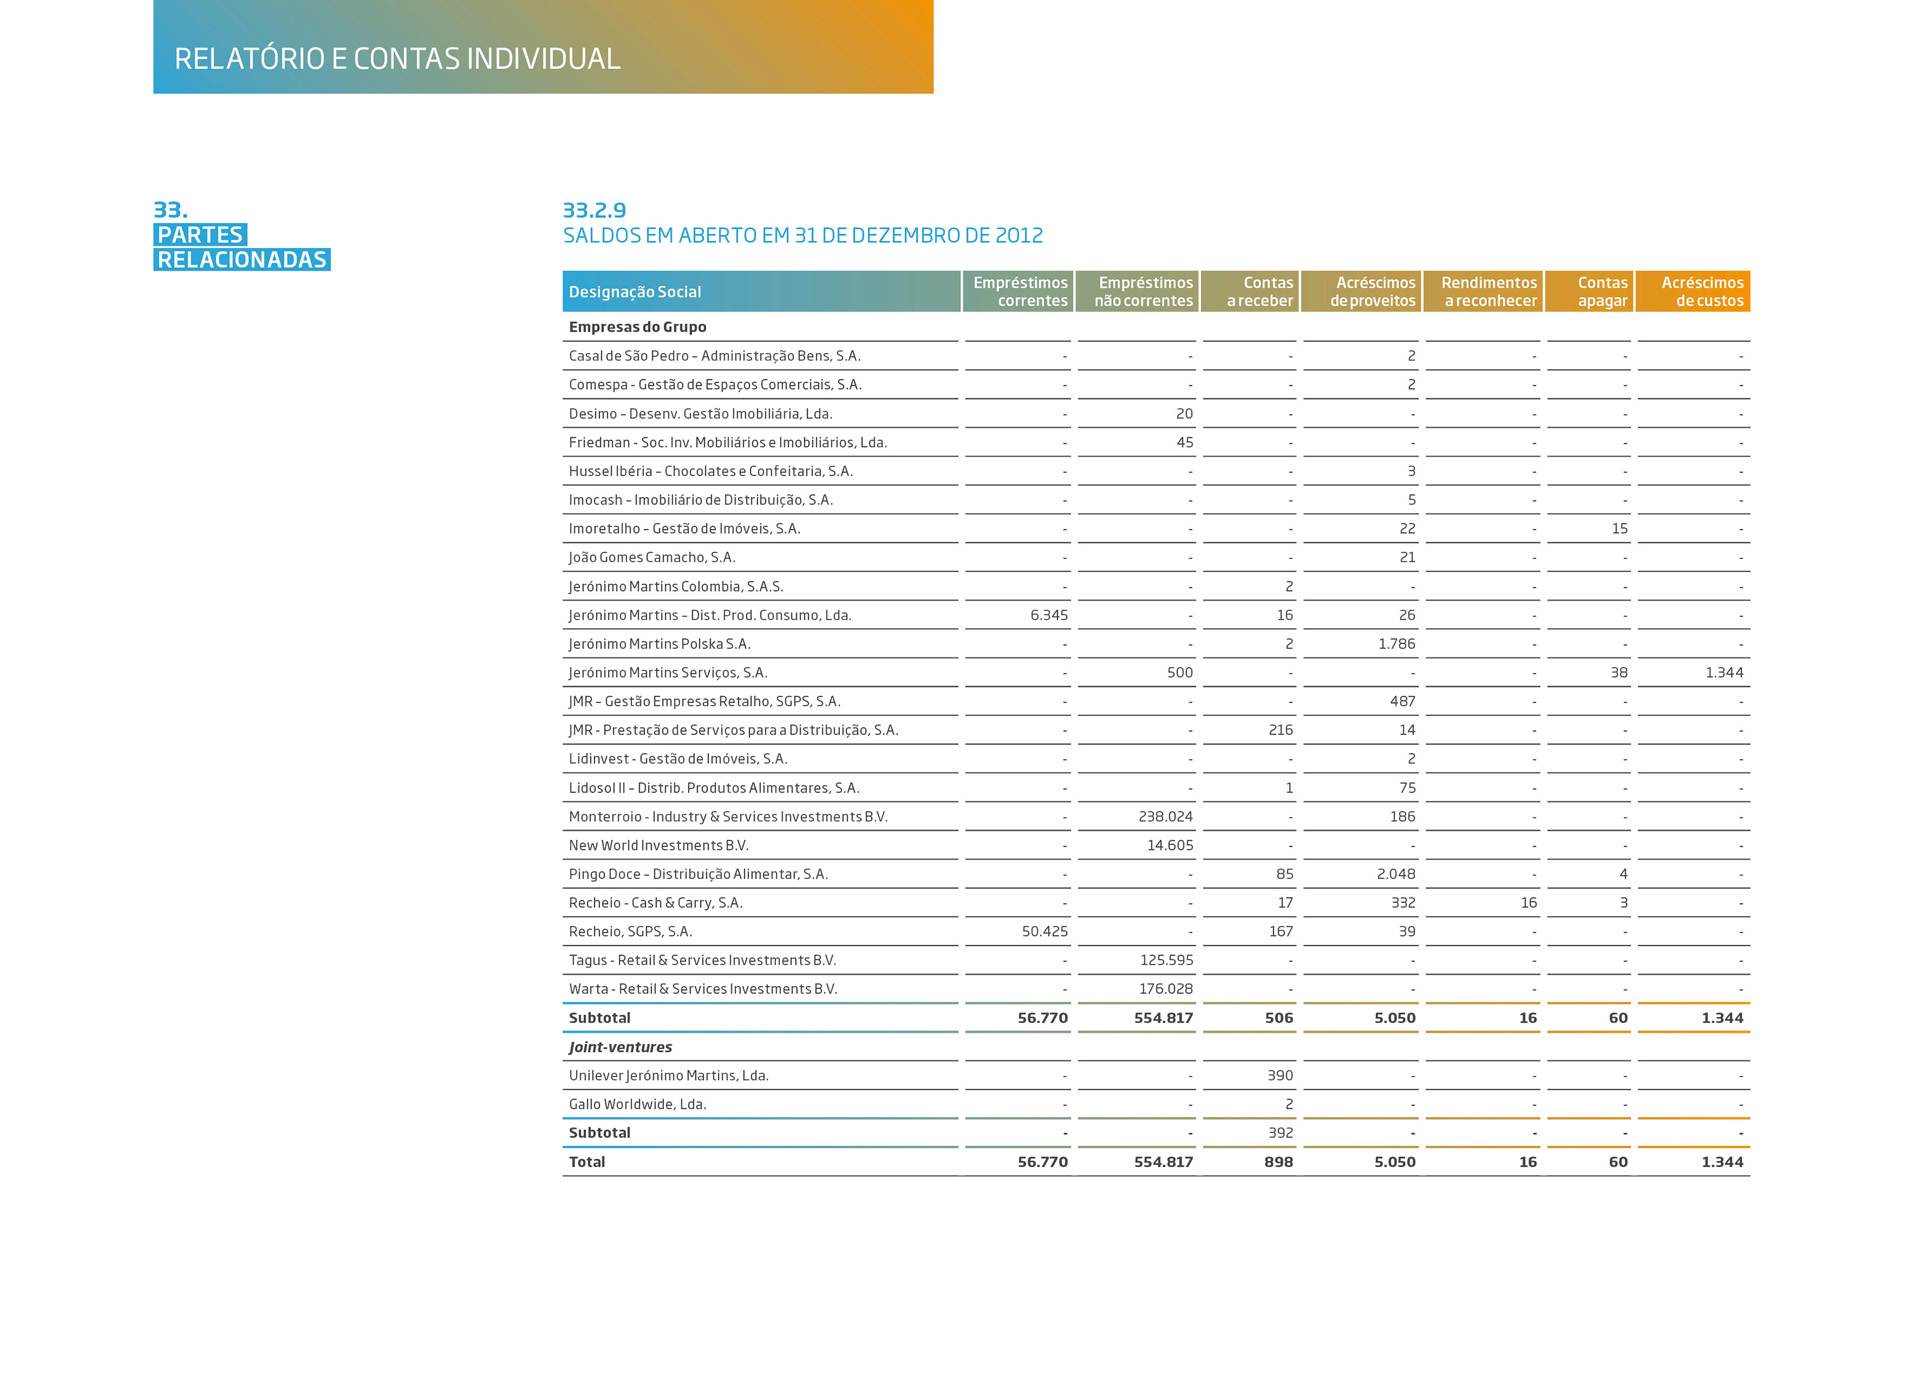 RELATÓRIO E CONTAS INDIVIDUAL
33.
PARTES
RELACIONADAS
33.2.9
SALDOS EM ABERTO EM 31 DE DEZEMBRO DE 2012
Designação Social Empréstimos correntes Empréstimos não correntes Contas a receber Acréscimos de proveitos Rendimentos a reconhecer Contas a pagar Acréscimos de custos
Empresas do Grupo
Casal de São Pedro – Administração Bens, S.A. - - - 2 - - -
Comespa - Gestão de Espaços Comerciais, S.A. - - - 2 - - -
Desimo – Desenv. Gestão Imobiliária, Lda. - 20 - - - - -
Friedman - Soc. Inv. Mobiliários e Imobiliários, Lda. - 45 - - - - -
Hussel Ibéria – Chocolates e Confeitaria, S.A. - - - 3 - - -
Imocash – Imobiliário de Distribuição, S.A. - - - 5 - - -
Imoretalho – Gestão de Imóveis, S.A. - - - 22 - 15 -
João Gomes Camacho, S.A. - - - 21 - - -
Jerónimo Martins Colombia, S.A.S. - - 2 - - - -
Jerónimo Martins – Dist. Prod. Consumo, Lda. 6.345 - 16 26 - - -
Jerónimo Martins Polska S.A. - - 2 1.786 - - -
Jerónimo Martins Serviços, S.A. - 500 - - - 38 1.344
JMR – Gestão Empresas Retalho, SGPS, S.A. - - - 487 - - -
JMR - Prestação de Serviços para a Distribuição, S.A. - - 216 14 - - -
Lidinvest - Gestão de Imóveis, S.A. - - - 2 - - -
Lidosol II – Distrib. Produtos Alimentares, S.A. - - 1 75 - - -
Monterroio - Industry & Services Investments B.V. - 238.024 - 186 - - -
New World Investments B.V. - 14.605 - - - - -
Pingo Doce – Distribuição Alimentar, S.A. - - 85 2.048 - 4 -
Recheio - Cash & Carry, S.A. - - 17 332 16 3 -
Recheio, SGPS, S.A. 50.425 - 167 39 - - -
Tagus - Retail & Services Investments B.V. - 125.595 - - - - -
Warta - Retail & Services Investments B.V. - 176.028 - - - - -
Subtotal 56.770 554.817 506 5.050 16 60 1.344
Joint-ventures
Unilever Jerónimo Martins, Lda. - - 390 - - - -
Gallo Worldwide, Lda. - - 2 - - - -
Subtotal - - 392 - - - -
Total 56.770 554.817 898 5.050 16 60 1.344